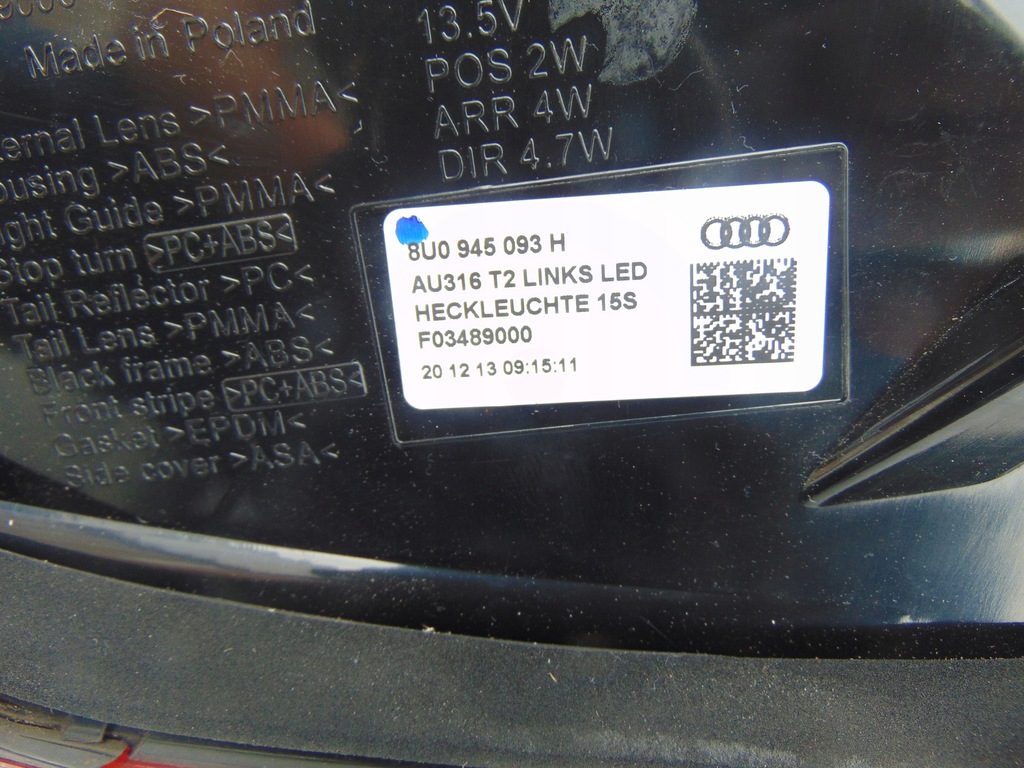 Made in Poland
ernal Lens >PMMA<
ousing >ABS<
ght Guide >PMMA<
Stop turn >PC+ABS<
Tail Reflector >PC<
Tail Lens >PMMA<
Black frame >ABS<
Front stripe >PC+ABS<
Gasket >EPDM<
Side cover >ASA<
13.5V
POS 2W
ARR 4W
DIR 4.7W
8U0 945 093 H
AU316 T2 LINKS LED
HECKLEUCHTE 15S
F03489000
20 12 13 09:15:11